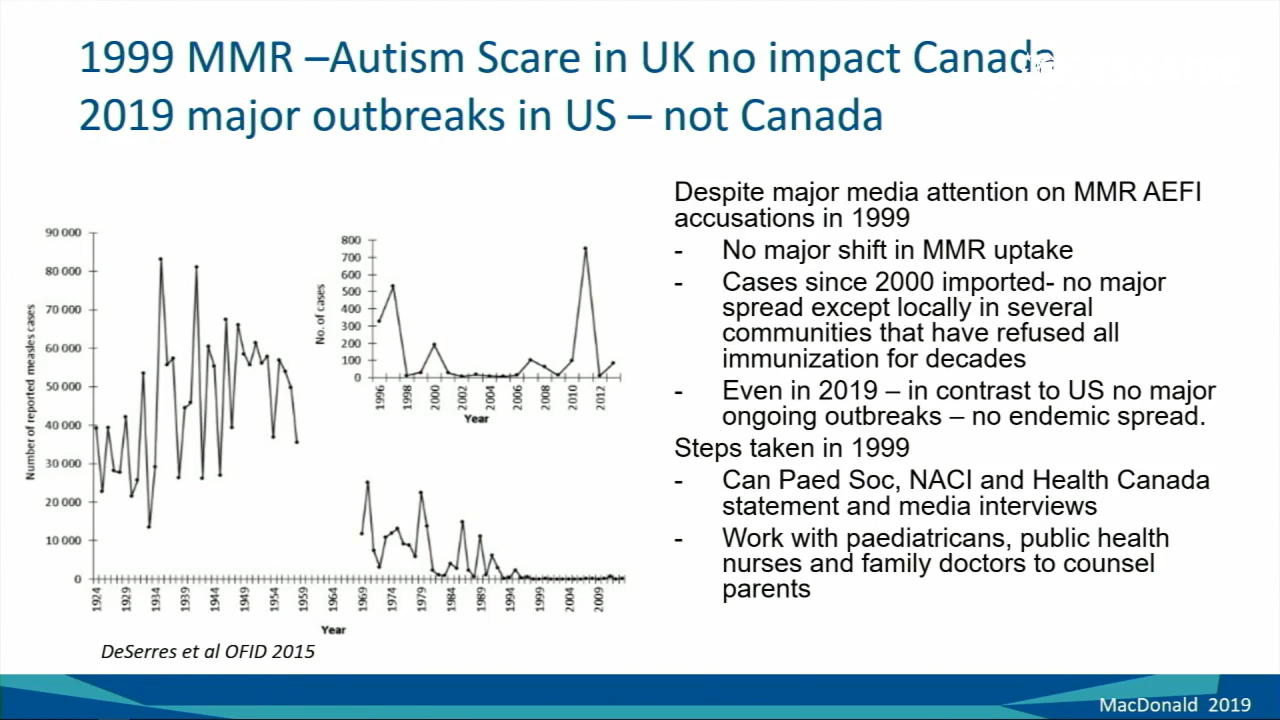 1999 MMR –Autism Scare in UK no impact Canada
2019 major outbreaks in US – not Canada
Despite major media attention on MMR AEFI
accusations in 1999
- No major shift in MMR uptake
- Cases since 2000 imported- no major
spread except locally in several
communities that have refused all
immunization for decades
- Even in 2019 – in contrast to US no major
ongoing outbreaks – no endemic spread.
Steps taken in 1999
- Can Paed Soc, NACI and Health Canada
statement and media interviews
- Work with paediatricans, public health
nurses and family doctors to counsel
parents
Number of reported measles cases
90 000
80 000
70 000
60 000
50 000
40 000
30 000
20 000
10 000
0
1924 1929 1934 1939 1944 1949 1954 1959 1964 1969 1974 1979 1984 1989 1994 1999 2004 2009
Year
No. of cases
800
700
600
500
400
300
200
100
0
1996 1998 2000 2002 2004 2006 2008 2010 2012
Year
DeSerres et al OFID 2015
MacDonald 2019